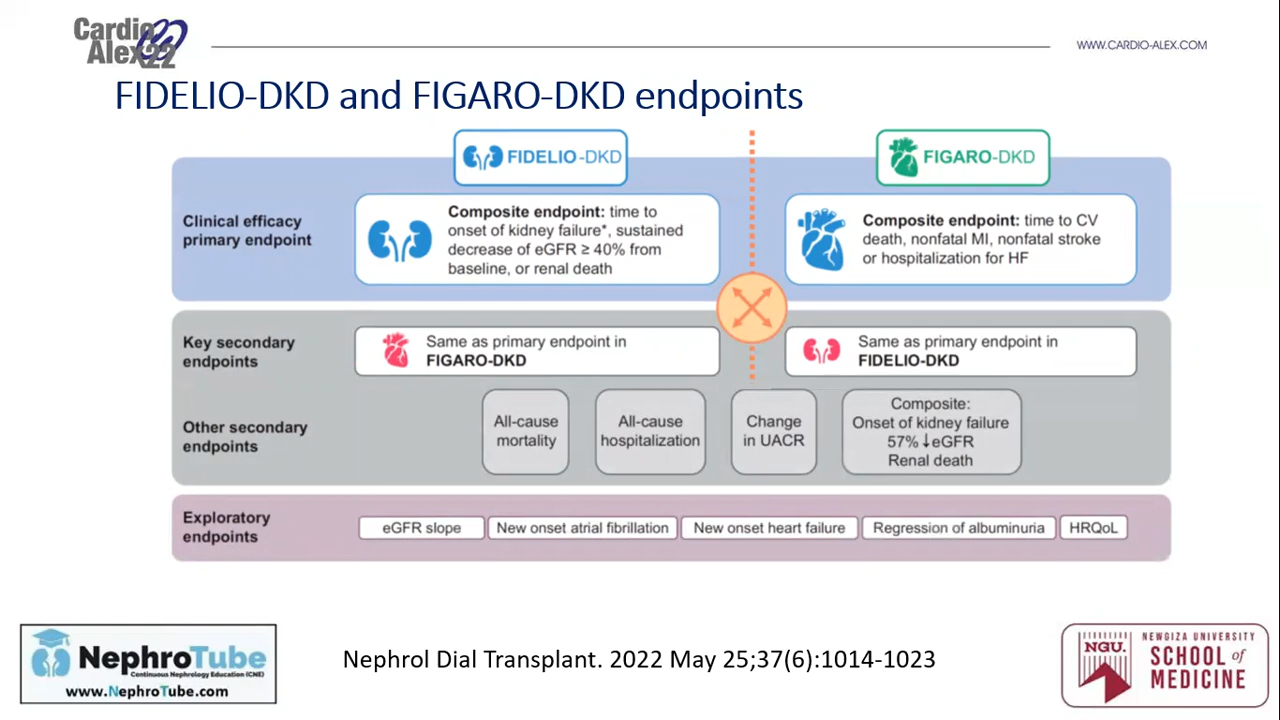 Cardio
Alex22
WWW.CARDIO-ALEX.COM
FIDELIO-DKD and FIGARO-DKD endpoints
FIDELIO-DKD
FIGARO-DKD
Clinical efficacy
primary endpoint
Composite endpoint: time to
onset of kidney failure*, sustained
decrease of eGFR ≥ 40% from
baseline, or renal death
Composite endpoint: time to CV
death, nonfatal MI, nonfatal stroke
or hospitalization for HF
Key secondary
endpoints
Same as primary endpoint in
FIGARO-DKD
Same as primary endpoint in
FIDELIO-DKD
Other secondary
endpoints
All-cause
mortality
All-cause
hospitalization
Change
in UACR
Composite:
Onset of kidney failure
57% ↓eGFR
Renal death
Exploratory
endpoints
eGFR slope
New onset atrial fibrillation
New onset heart failure
Regression of albuminuria
HRQoL
NephroTube
Continuous Nephrology Education (CNE)
www.NephroTube.com
Nephrol Dial Transplant. 2022 May 25;37(6):1014-1023
NGU.
NEWGIZA UNIVERSITY
SCHOOL of
MEDICINE